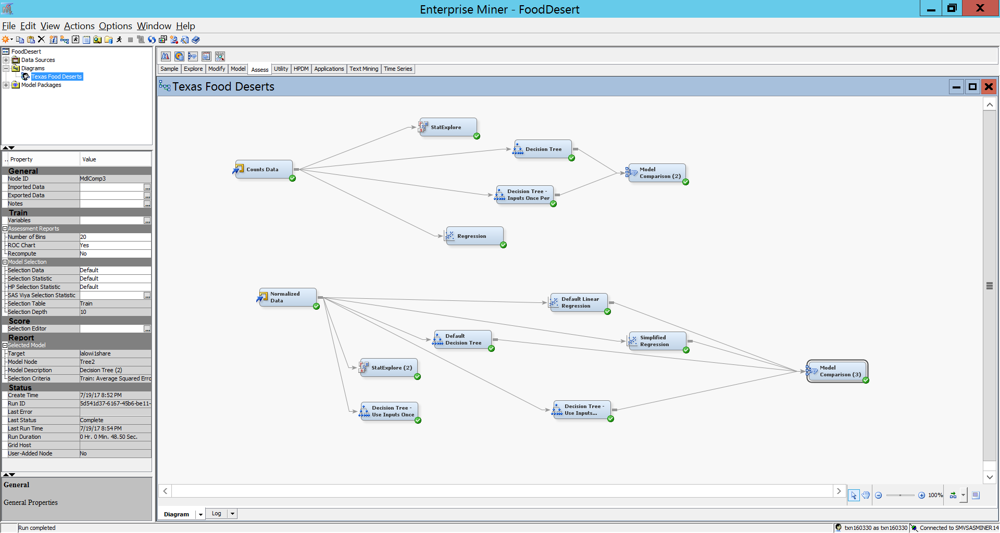 Enterprise Miner - FoodDesert
File Edit View Actions Options Window Help
FoodDesert
Data Sources
Diagrams
Texas Food Deserts
Model Packages
Sample Explore Modify Model Assess Utility HPDM Applications Text Mining Time Series
Texas Food Deserts
.. Property Value
General
Node ID MdlComp3
Imported Data ...
Exported Data ...
Notes ...
Train
Variables ...
Assessment Reports
Number of Bins 20
ROC Chart Yes
Recompute No
Model Selection
Selection Data Default
Selection Statistic Default
HP Selection Statistic Default
SAS Viya Selection Statistic ...
Selection Table Train
Selection Depth 10
Score
Selection Editor ...
Report
Selected Model
Target lalowi1share
Model Node Tree2
Model Description Decision Tree (2)
Selection Criteria Train: Average Squared Erro
Status
Create Time 7/19/17 8:52 PM
Run ID 5d541d37-6167-45b6-be11-
Last Error
Last Status Complete
Last Run Time 7/19/17 8:54 PM
Run Duration 0 Hr. 0 Min. 48.50 Sec.
Grid Host
User-Added Node No
General
General Properties
StatExplore
Decision Tree
Counts Data
Model
Comparison (2)
Decision Tree -
Inputs Once Per
Regression
Normalized
Data
Default Linear
Regression
Default
Decision Tree
Simplified
Regression
StatExplore (2)
Model
Comparison (3)
Decision Tree -
Use Inputs Once
Decision Tree -
Use Inputs...
100%
Diagram Log
Run completed
txn160330 as txn160330 Connected to SMVSASMINER14